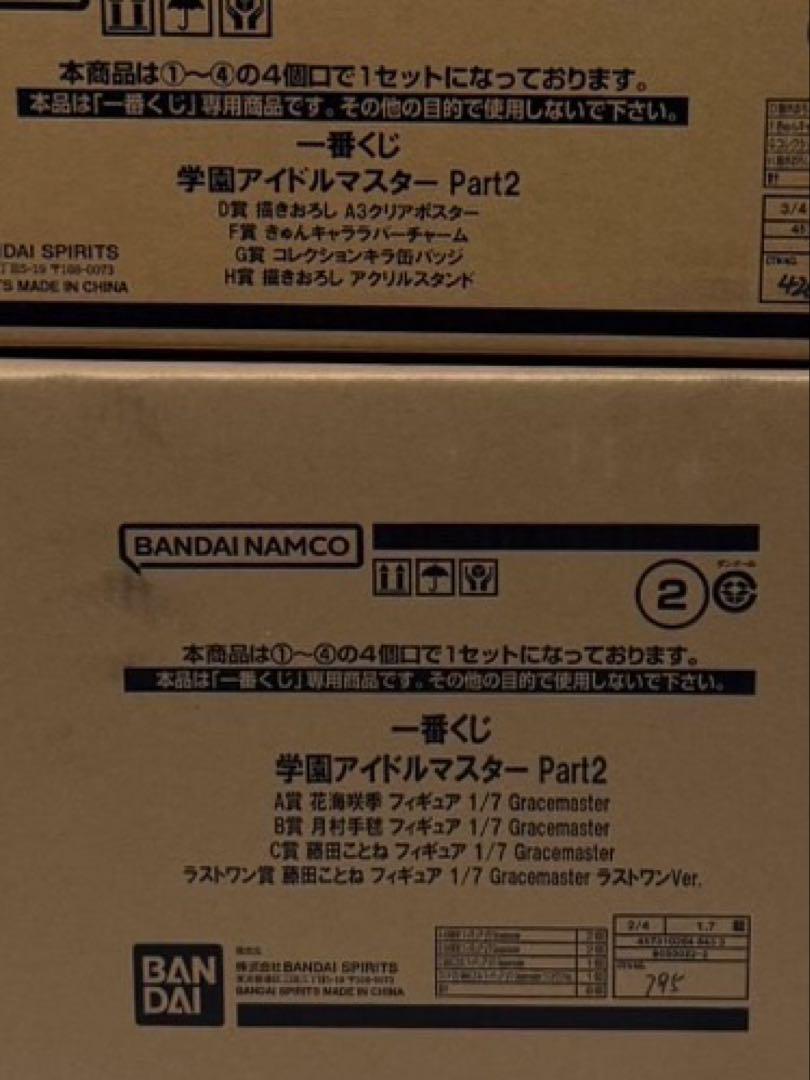 本商品は①〜④の4個口で1セットになっております。
本品は「一番くじ」専用商品です。その他の目的で使用しないで下さい。
一番くじ
学園アイドルマスター Part2
D賞 描きおろし A3クリアポスター
F賞 きゅんキャララバーチャーム
G賞 コレクションキラ缶バッジ
H賞 描きおろし アクリルスタンド
DAI SPIRITS
5-19 〒108-0073
TS MADE IN CHINA
計
3/4
BANDAI NAMCO
ダンボール
2
本商品は①〜④の4個口で1セットになっております。
本品は「一番くじ」専用商品です。その他の目的で使用しないで下さい。
一番くじ
学園アイドルマスター Part2
A賞 花海咲季 フィギュア 1/7 Gracemaster
B賞 月村手毬 フィギュア 1/7 Gracemaster
C賞 藤田ことね フィギュア 1/7 Gracemaster
ラストワン賞 藤田ことね フィギュア 1/7 Gracemaster ラストワンVer.
2/4 1.7
BAN
DAI
株式会社BANDAI SPIRITS
BANDAI SPIRITS MADE IN CHINA
795